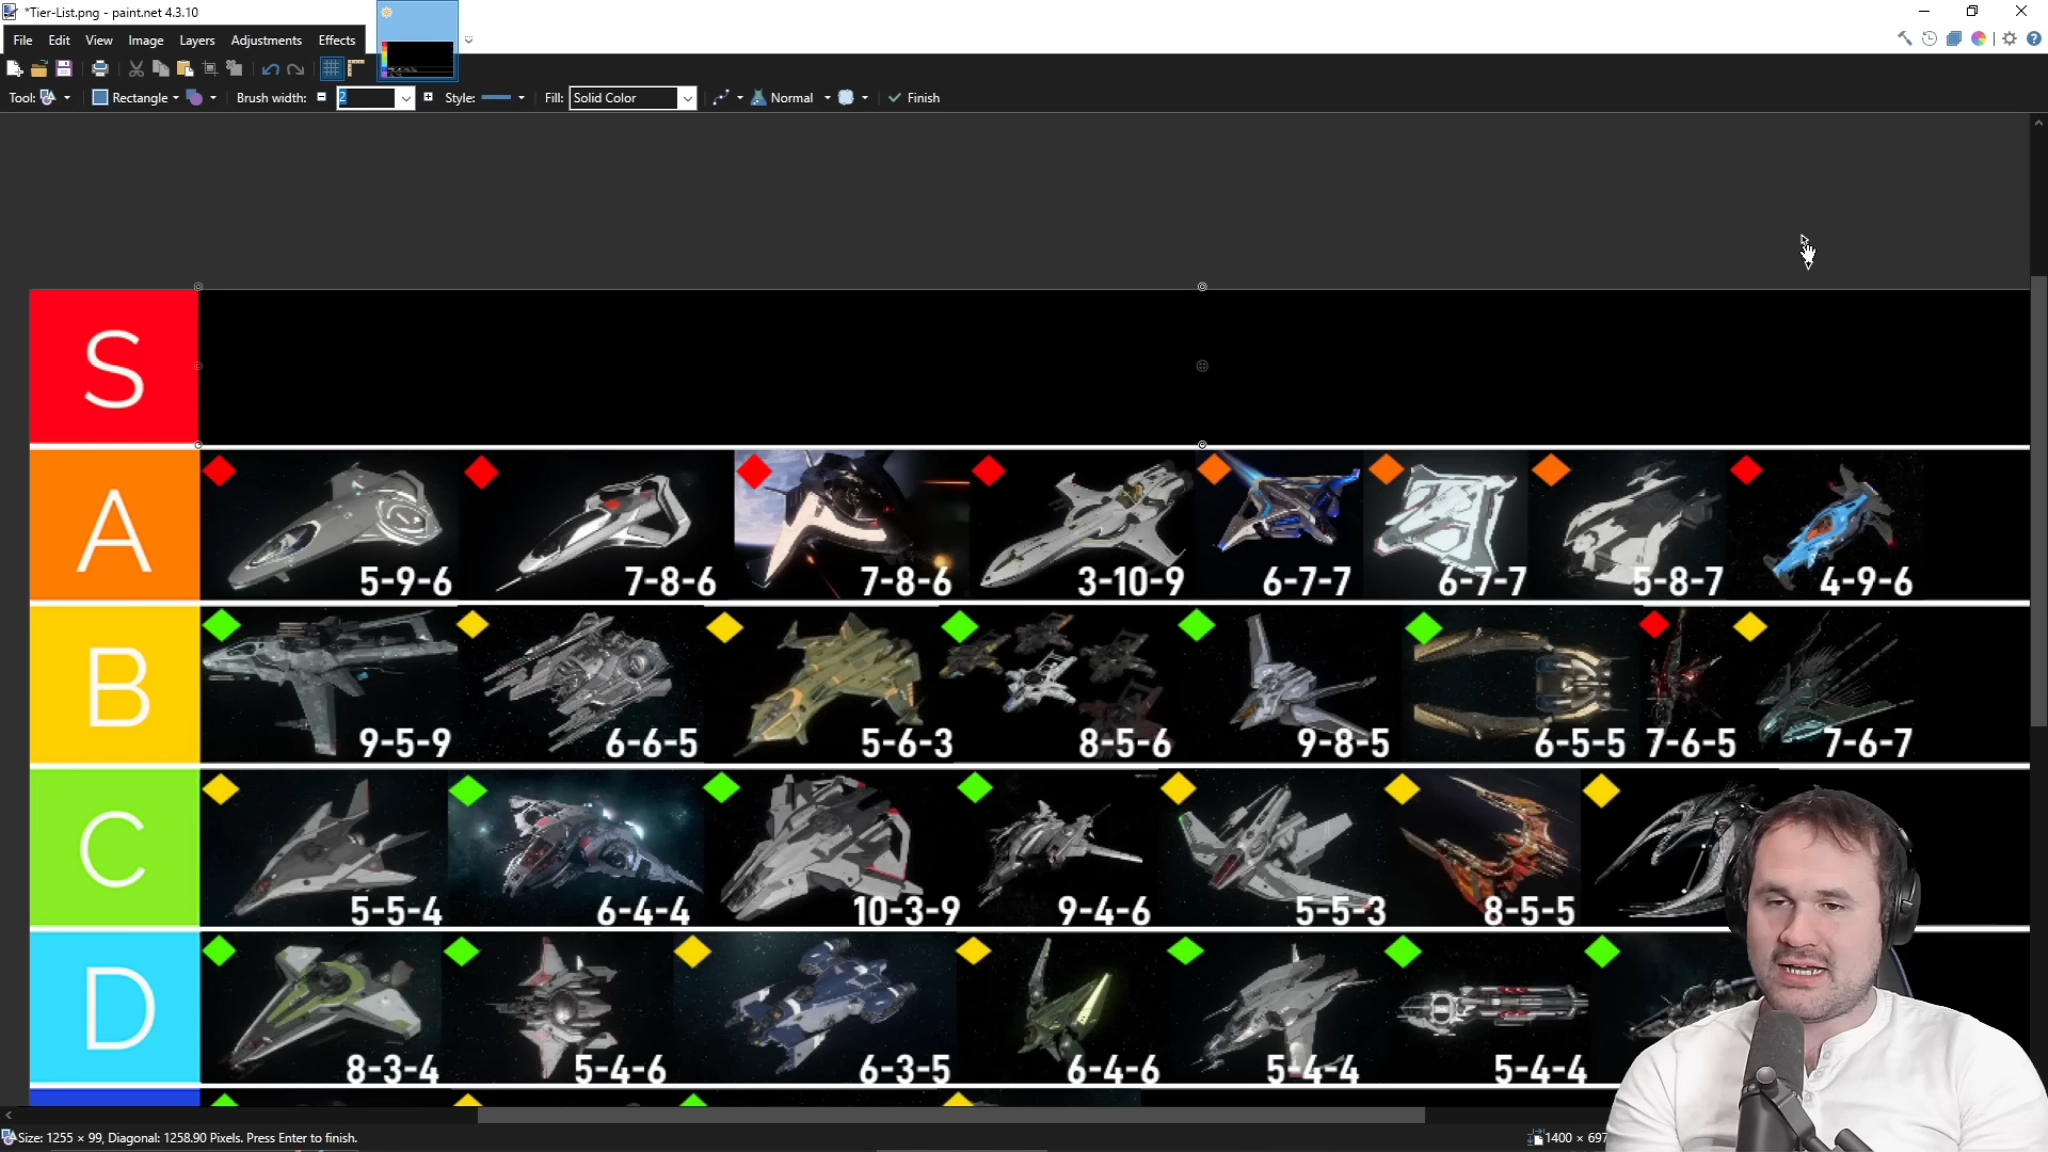 *Tier-List.png - paint.net 4.3.10
File Edit View Image Layers Adjustments Effects
Tool: Rectangle Brush width: 2 Style: Fill: Solid Color Normal Finish
S
A
5-9-6 7-8-6 7-8-6 3-10-9 6-7-7 6-7-7 5-8-7 4-9-6
B
9-5-9 6-6-5 5-6-3 8-5-6 9-8-5 6-5-5 7-6-5 7-6-7
C
5-5-4 6-4-4 10-3-9 9-4-6 5-5-3 8-5-5
D
8-3-4 5-4-6 6-3-5 6-4-6 5-4-4 5-4-4
Size: 1255 × 99, Diagonal: 1258.90 Pixels. Press Enter to finish. 1400 × 697